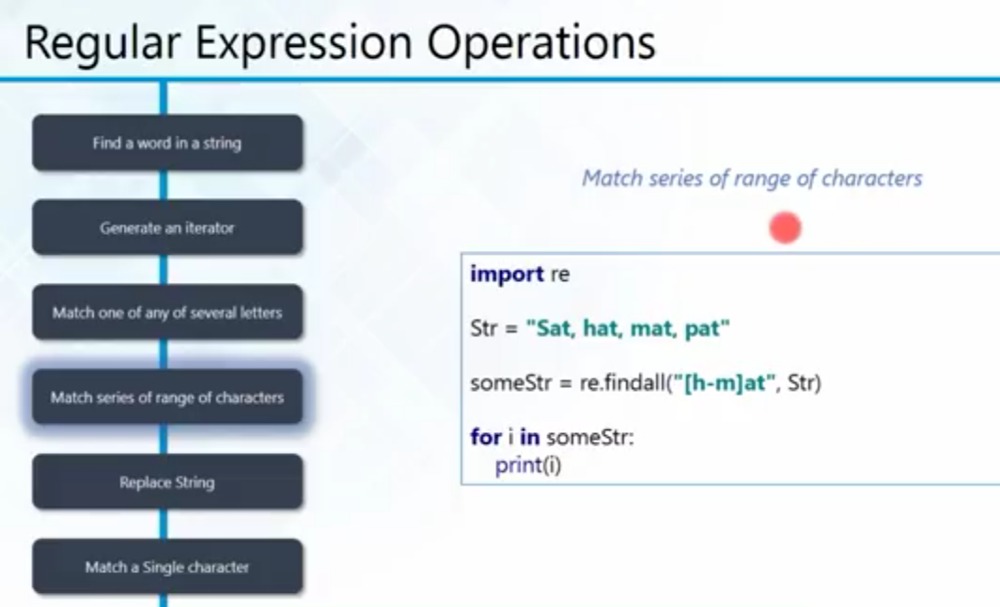 Regular Expression Operations
Find a word in a string
Generate an iterator
Match one of any of several letters
Match series of range of characters
Replace String
Match a Single character
Match series of range of characters
import re
Str = "Sat, hat, mat, pat"
someStr = re.findall("[h-m]at", Str)
for i in someStr:
print(i)